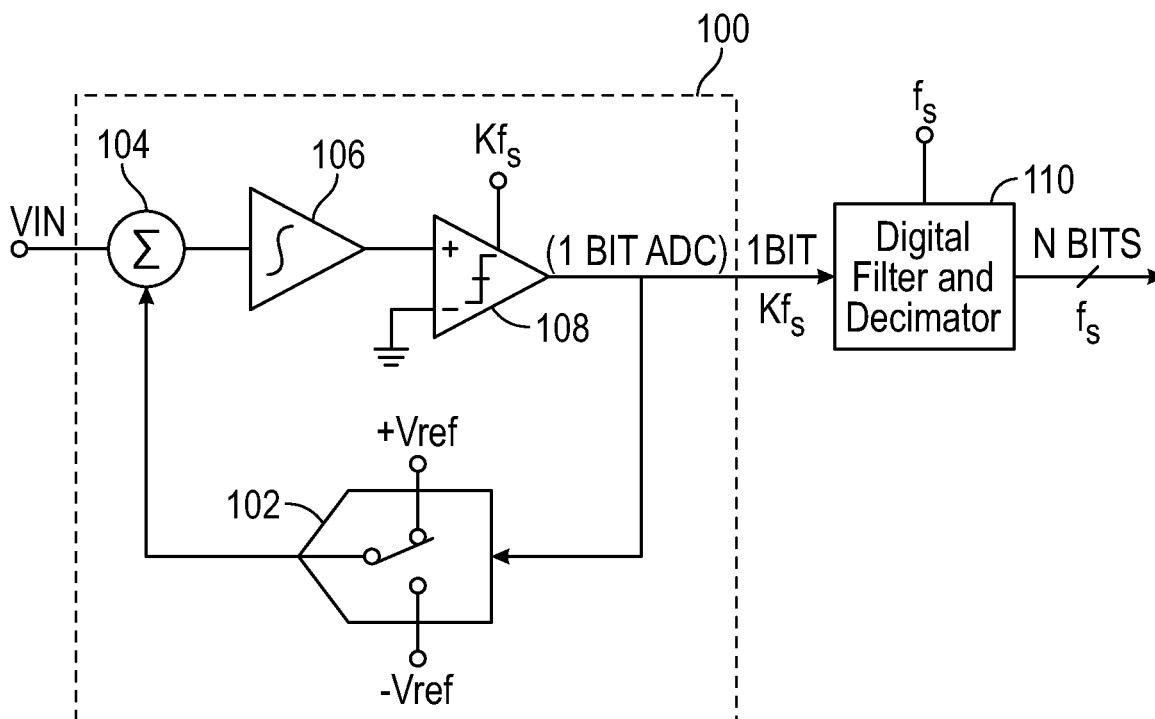 100
104
106
Kfs
fs
110
VIN
Σ
∫
+
−
108
(1 BIT ADC)
1BIT
Kfs
Digital
Filter and
Decimator
N BITS
fs
+Vref
102
-Vref